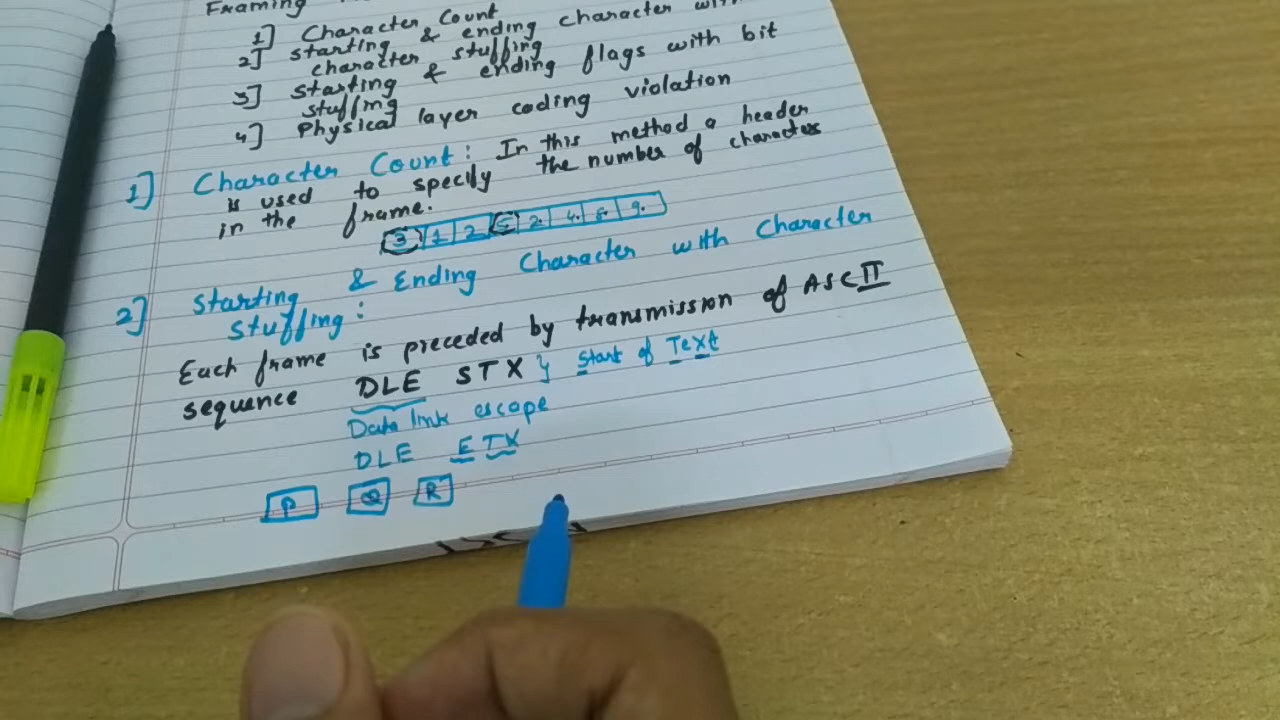 Framing
1] Character Count
2] Starting & ending character with
character stuffing
3] Starting & ending flags with bit
stuffing
4] Physical layer coding violation
1] Character Count: In this method a header
is used to specify the number of characters
in the frame.
3 1 2 5 2. 4. 8. 9.
2] Starting & Ending Character with Character
Stuffing:
Each frame is preceded by transmission of ASCII
sequence DLE STX } Start of Text
Data link escape
DLE ETX
P Q R